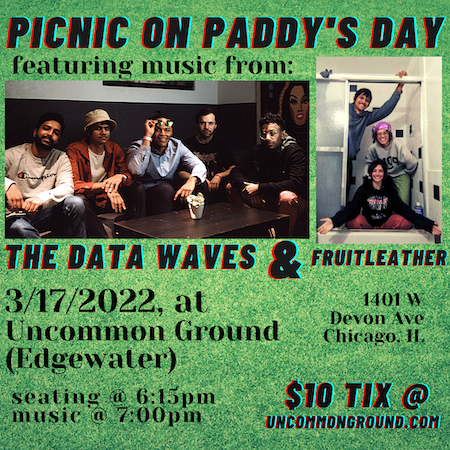 PICNIC ON PADDY'S DAY
featuring music from:
Champion
THE DATA WAVES & FRUITLEATHER
3/17/2022, at
Uncommon Ground
(Edgewater)
1401 W
Devon Ave
Chicago, IL
seating @ 6:15pm
music @ 7:00pm
$10 TIX @
UNCOMMONGROUND.COM